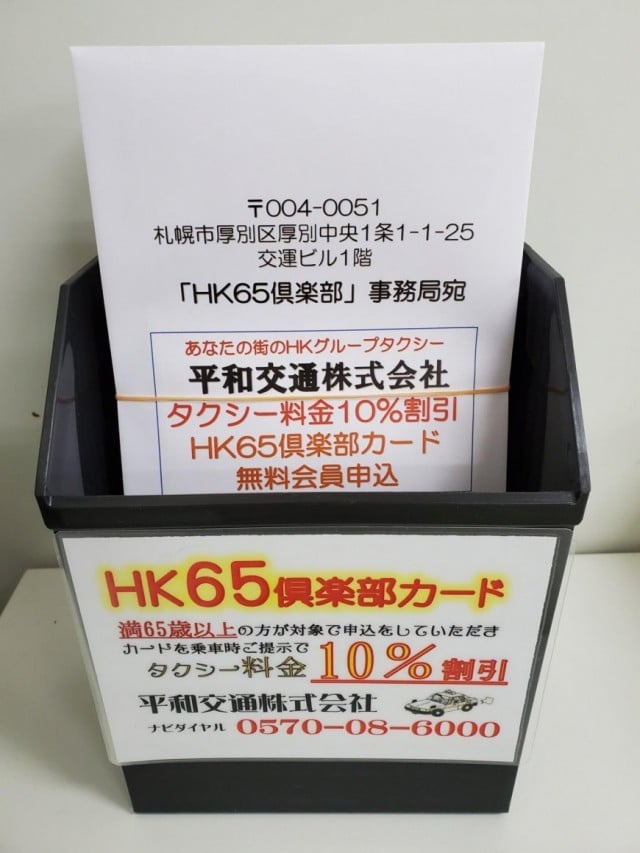 〒004-0051
札幌市厚別区厚別中央1条1-1-25
交運ビル1階
「HK65倶楽部」事務局宛
あなたの街のHKグループタクシー
平和交通株式会社
タクシー料金10%割引
HK65倶楽部カード
無料会員申込
HK65倶楽部カード
満65歳以上の方が対象で申込をしていただき
カードを乗車時ご提示で
タクシー料金10%割引
平和交通株式会社
ナビダイヤル 0570-08-6000